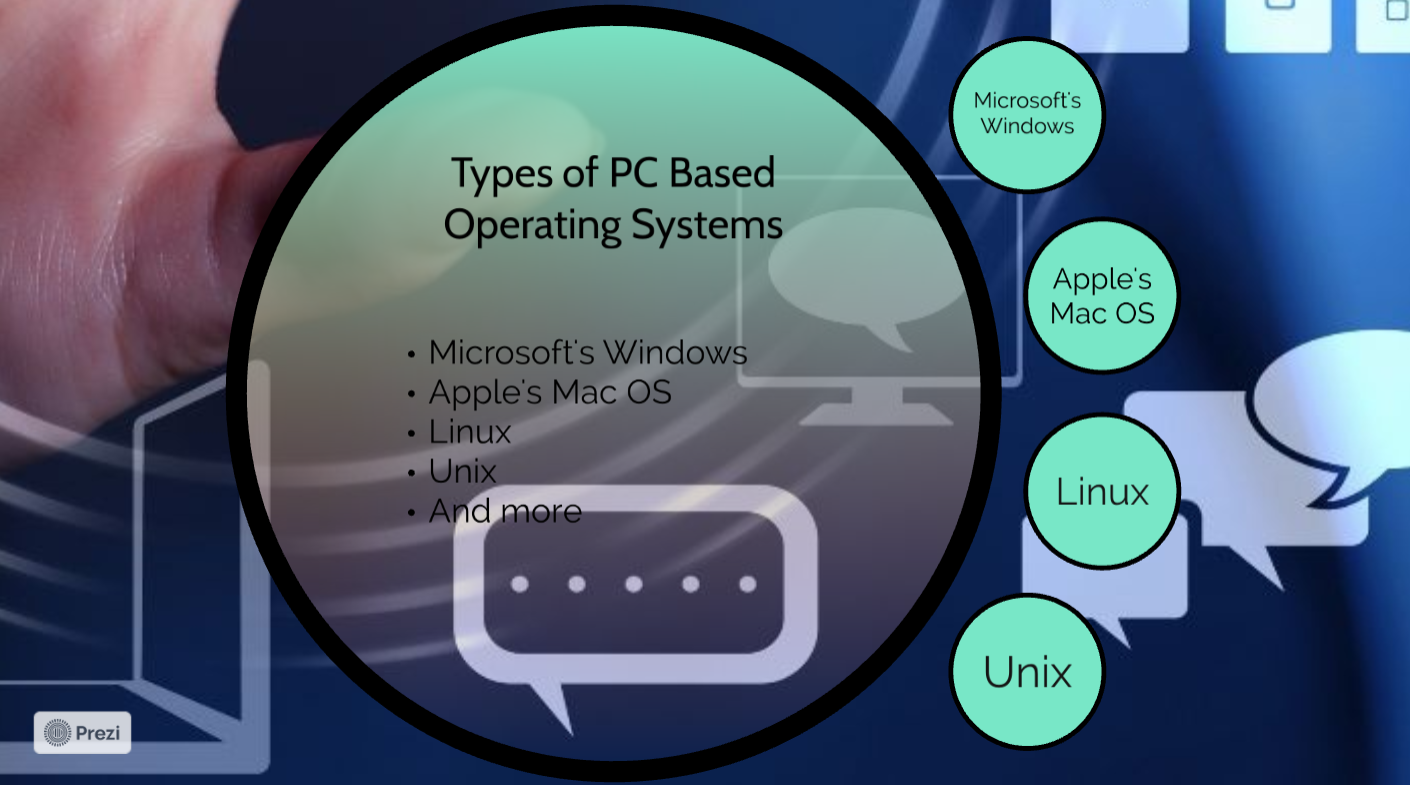 Types of PC Based
Operating Systems
• Microsoft's Windows
• Apple's Mac OS
• Linux
• Unix
• And more
Microsoft's
Windows
Apple's
Mac OS
Linux
Unix
Prezi